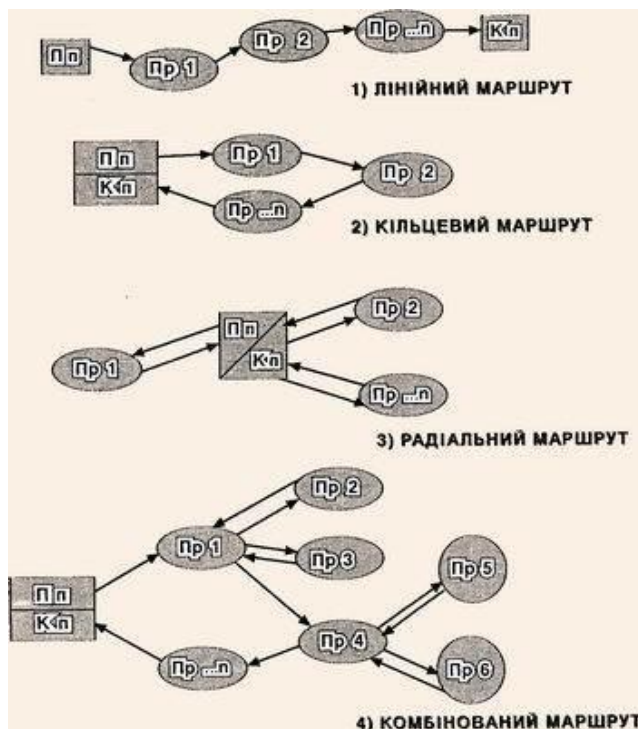 Пп Пр 1 Пр 2 Пр ...n Кп
1) ЛІНІЙНИЙ МАРШРУТ
Пп Пр 1
Кп Пр ...n Пр 2
2) КІЛЬЦЕВИЙ МАРШРУТ
Пр 1 Пп Пр 2
Кп Пр ...n
3) РАДІАЛЬНИЙ МАРШРУТ
Пр 2
Пр 1 Пр 3
Пр 5
Пп
Кп Пр ...n Пр 4
Пр 6
4) КОМБІНОВАНИЙ МАРШРУТ